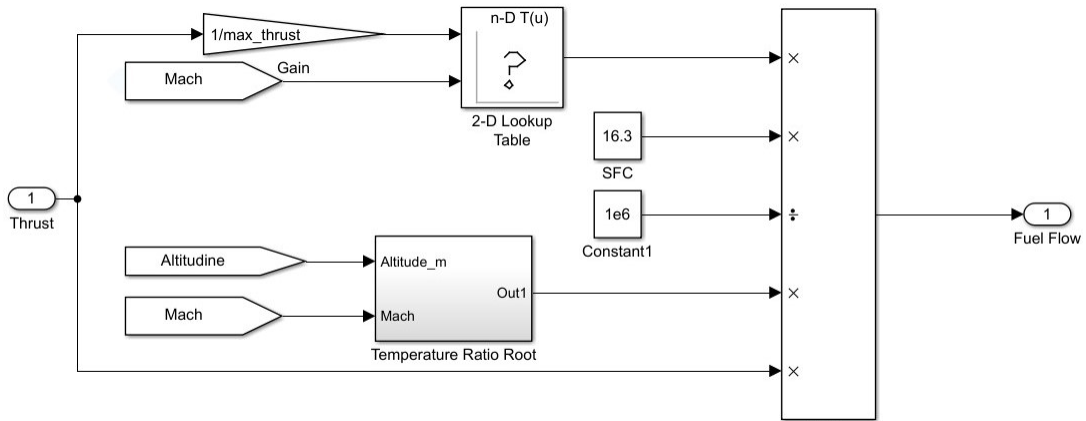 1/max_thrust
Gain
Mach
n-D T(u)
?
2-D Lookup
Table
16.3
SFC
1e6
Constant1
1
Thrust
Altitudine
Mach
Altitude_m
Mach
Out1
Temperature Ratio Root
×
×
÷
×
×
1
Fuel Flow